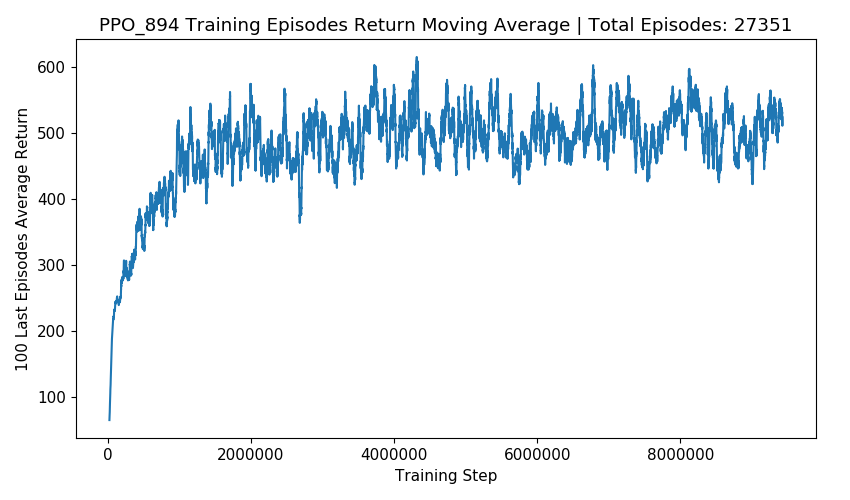 PPO_894 Training Episodes Return Moving Average | Total Episodes: 27351
600
500
400
300
200
100
100 Last Episodes Average Return
0 2000000 4000000 6000000 8000000
Training Step